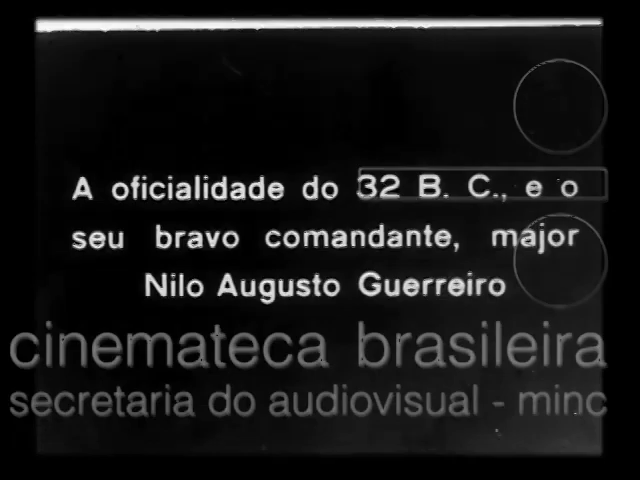 A oficialidade do 32 B. C., e o
seu bravo comandante, major
Nilo Augusto Guerreiro
cinemateca brasileira
secretaria do audiovisual - minc